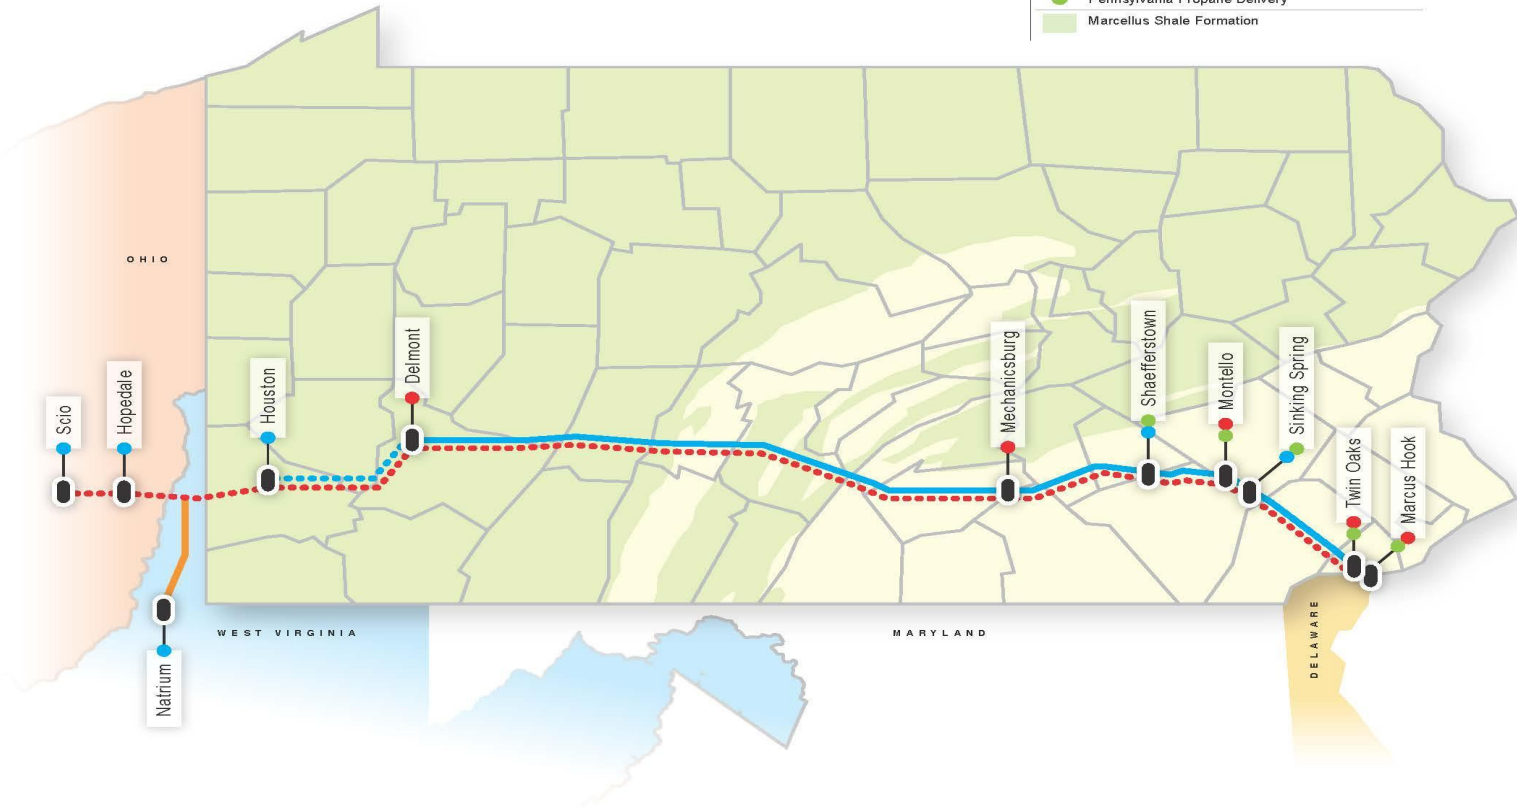 Pennsylvania Propane Delivery
Marcellus Shale Formation
OHIO
Scio
Hopedale
Houston
Delmont
Mechanicsburg
Shaefferstown
Montello
Sinking Spring
Twin Oaks
Marcus Hook
Natrium
WEST VIRGINIA
MARYLAND
DELAWARE